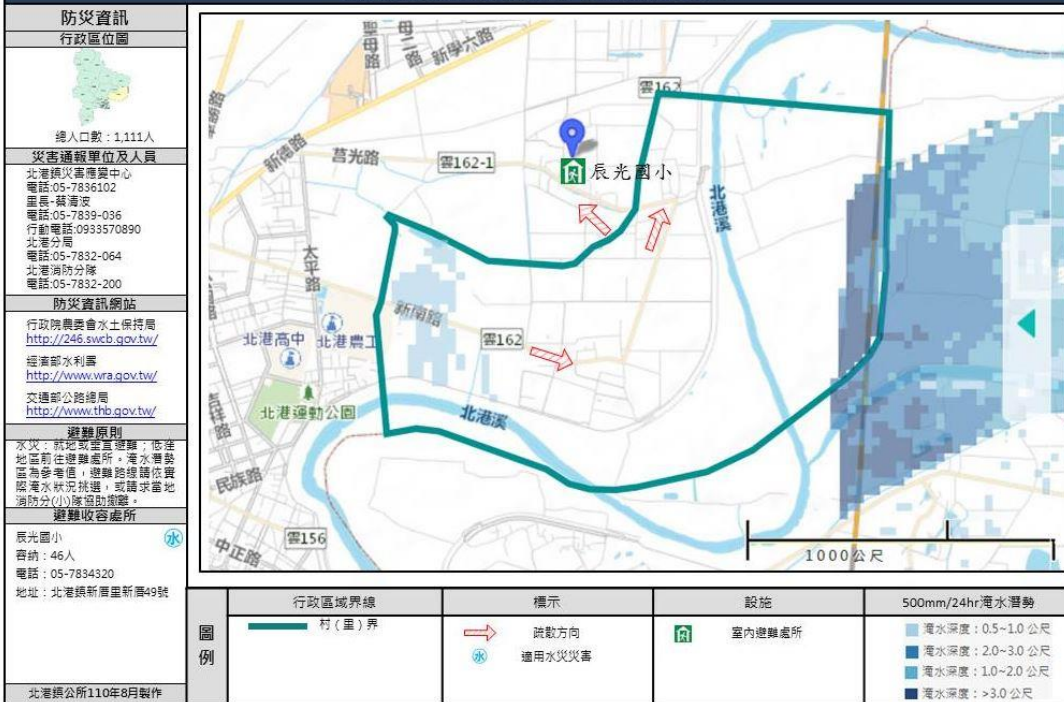 防災資訊
行政區位圖
總人口數：1,111人
災害通報單位及人員
北港鎮災害應變中心
電話:05-7836102
里長-蔡清波
電話:05-7839-036
行動電話:0933570890
北港分局
電話:05-7832-064
北港消防分隊
電話:05-7832-200
防災資訊網站
行政院農委會水土保持局
http://246.swcb.gov.tw/
經濟部水利署
http://www.wra.gov.tw/
交通部公路總局
http://www.thb.gov.tw/
避難原則
水災：就地或垂直避難；低窪
地區前往避難處所。淹水潛勢
區為參考值，避難路線請依實
際淹水狀況挑選，或請求當地
消防分(小)隊協助撤離。
避難收容處所
辰光國小
水
容納：46人
電話：05-7834320
地址：北港鎮新厝里新厝49號
北港鎮公所110年8月製作
聖母街
母二路
新學六路
雲162
新德路
莒光路
雲162-1
辰光國小
北港溪
太平路
新南路
雲162
北港高中
北港農工
北港運動公園
北港溪
民族路
中正路
雲156
1000公尺
圖例
行政區域界線
村（里）界
標示
疏散方向
水
適用水災災害
設施
室內避難處所
500mm/24hr淹水潛勢
淹水深度：0.5~1.0 公尺
淹水深度：2.0~3.0 公尺
淹水深度：1.0~2.0 公尺
淹水深度：>3.0 公尺